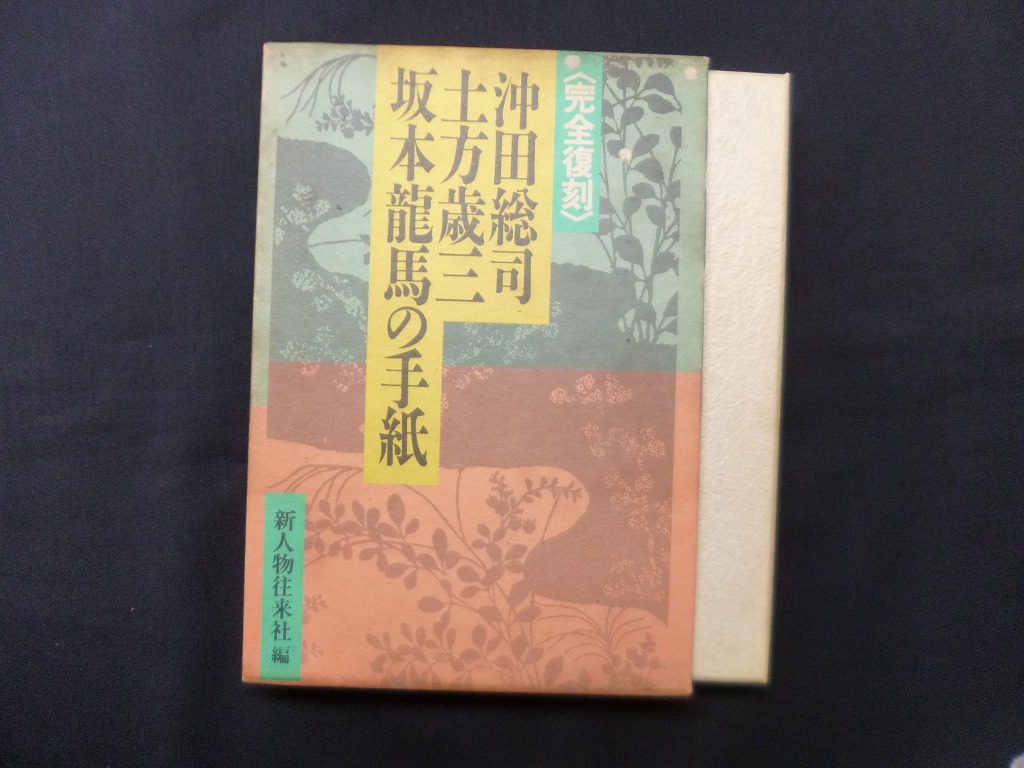 〈完全復刻〉
沖田総司
土方歳三
坂本龍馬の手紙
新人物往来社 編